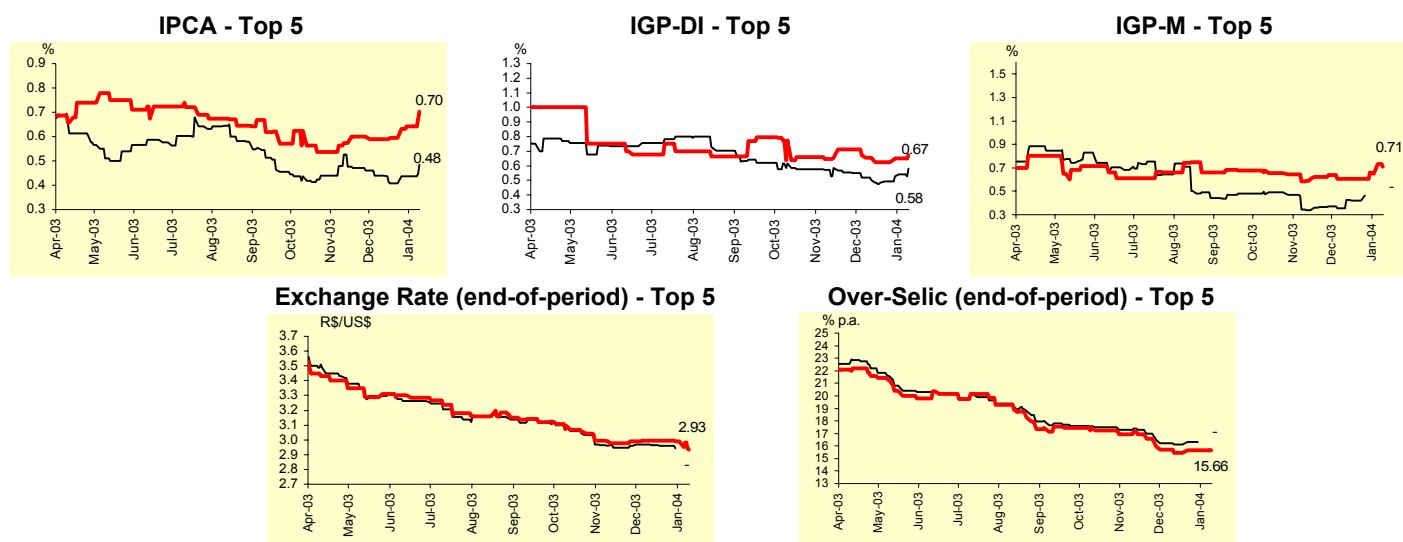 IPCA - Top 5
%
0.9
0.8
0.7
0.6
0.5
0.4
0.3
0.70
0.48
Apr-03
May-03
Jun-03
Jul-03
Aug-03
Sep-03
Oct-03
Nov-03
Dec-03
Jan-04
IGP-DI - Top 5
%
1.3
1.2
1.1
1.0
0.9
0.8
0.7
0.6
0.5
0.4
0.3
0.67
0.58
Apr-03
May-03
Jun-03
Jul-03
Aug-03
Sep-03
Oct-03
Nov-03
Dec-03
Jan-04
IGP-M - Top 5
%
1.5
1.3
1.1
0.9
0.7
0.5
0.3
0.71
-
Apr-03
May-03
Jun-03
Jul-03
Aug-03
Sep-03
Oct-03
Nov-03
Dec-03
Jan-04
Exchange Rate (end-of-period) - Top 5
R$/US$
3.7
3.6
3.5
3.4
3.3
3.2
3.1
3.0
2.9
2.8
2.7
2.93
-
Apr-03
May-03
Jun-03
Jul-03
Aug-03
Sep-03
Oct-03
Nov-03
Dec-03
Jan-04
Over-Selic (end-of-period) - Top 5
% p.a.
25
24
23
22
21
20
19
18
17
16
15
14
13
-
15.66
Apr-03
May-03
Jun-03
Jul-03
Aug-03
Sep-03
Oct-03
Nov-03
Dec-03
Jan-04